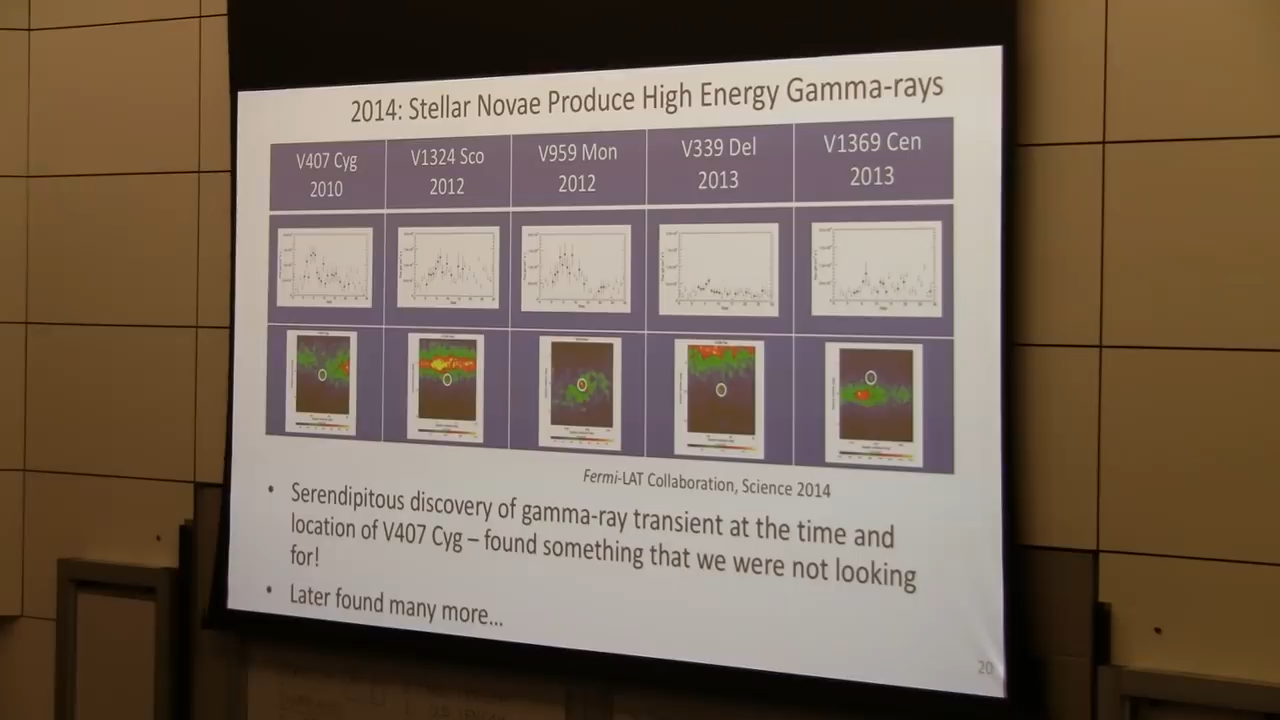 2014: Stellar Novae Produce High Energy Gamma-rays
V407 Cyg
2010
V1324 Sco
2012
V959 Mon
2012
V339 Del
2013
V1369 Cen
2013
Fermi-LAT Collaboration, Science 2014
• Serendipitous discovery of gamma-ray transient at the time and
location of V407 Cyg – found something that we were not looking
for!
• Later found many more...
20